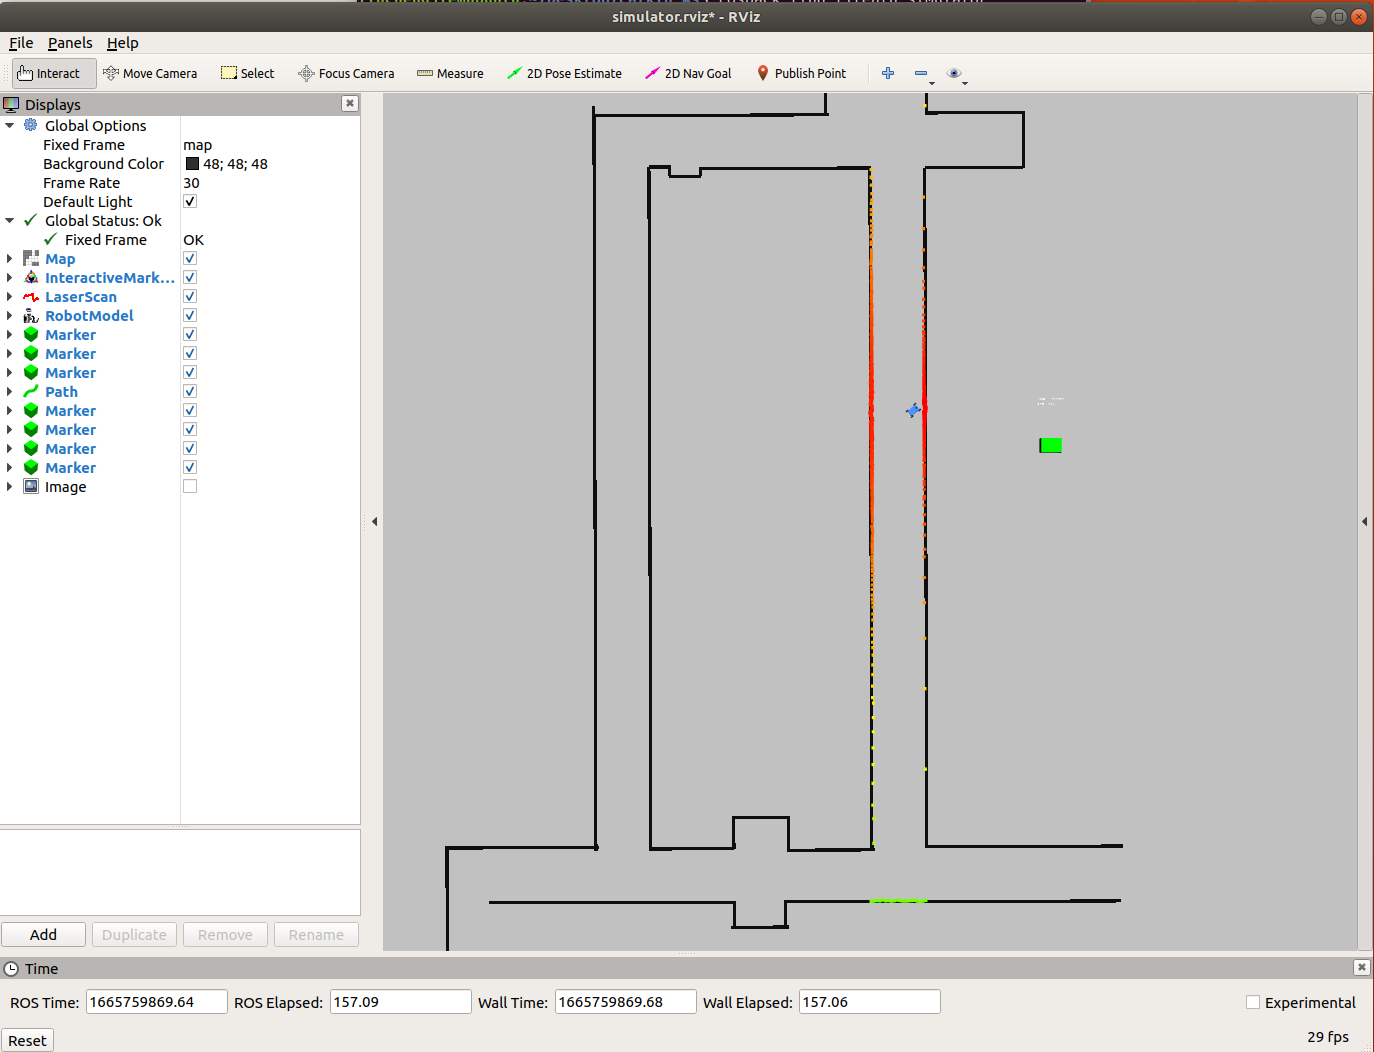 simulator.rviz* - RViz
File Panels Help
Interact Move Camera Select Focus Camera Measure 2D Pose Estimate 2D Nav Goal Publish Point
Displays
Global Options
Fixed Frame map
Background Color 48; 48; 48
Frame Rate 30
Default Light
Global Status: Ok
Fixed Frame OK
Map
InteractiveMark...
LaserScan
RobotModel
Marker
Marker
Marker
Path
Marker
Marker
Marker
Marker
Image
Add Duplicate Remove Rename
Time
ROS Time: 1665759869.64 ROS Elapsed: 157.09 Wall Time: 1665759869.68 Wall Elapsed: 157.06 Experimental
Reset 29 fps